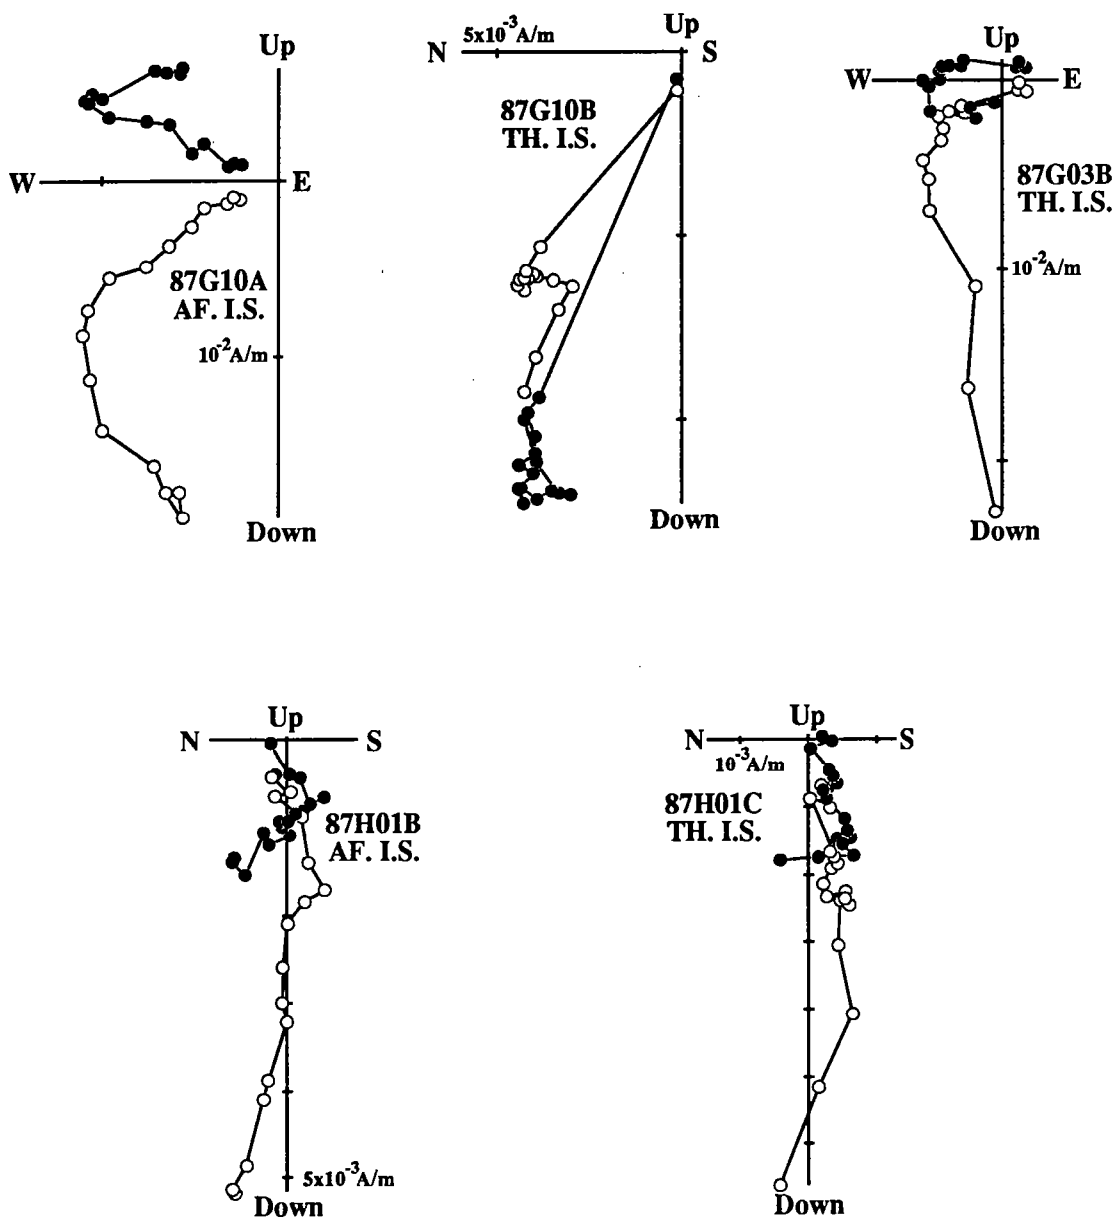 Up
W E
87G10A
AF. I.S.
10⁻²A/m
Down
5x10⁻³A/m
Up
N S
87G10B
TH. I.S.
Down
Up
W E
87G03B
TH. I.S.
10⁻²A/m
Down
Up
N S
87H01B
AF. I.S.
5x10⁻³A/m
Down
Up
N S
10⁻³A/m
87H01C
TH. I.S.
Down